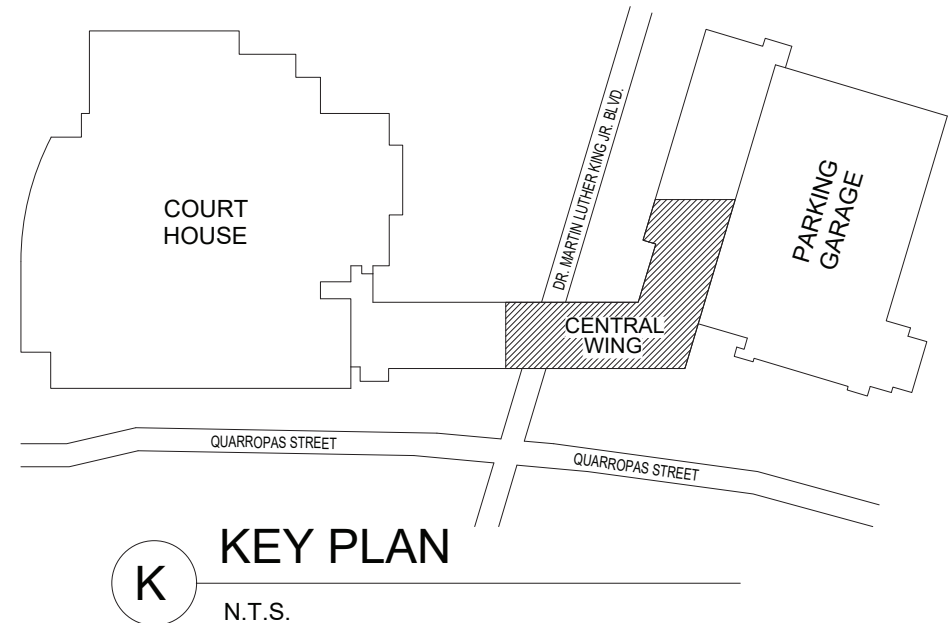 COURT
HOUSE
DR. MARTIN LUTHER KING JR. BLVD.
PARKING
GARAGE
CENTRAL
WING
QUARROPAS STREET
QUARROPAS STREET
K
KEY PLAN
N.T.S.